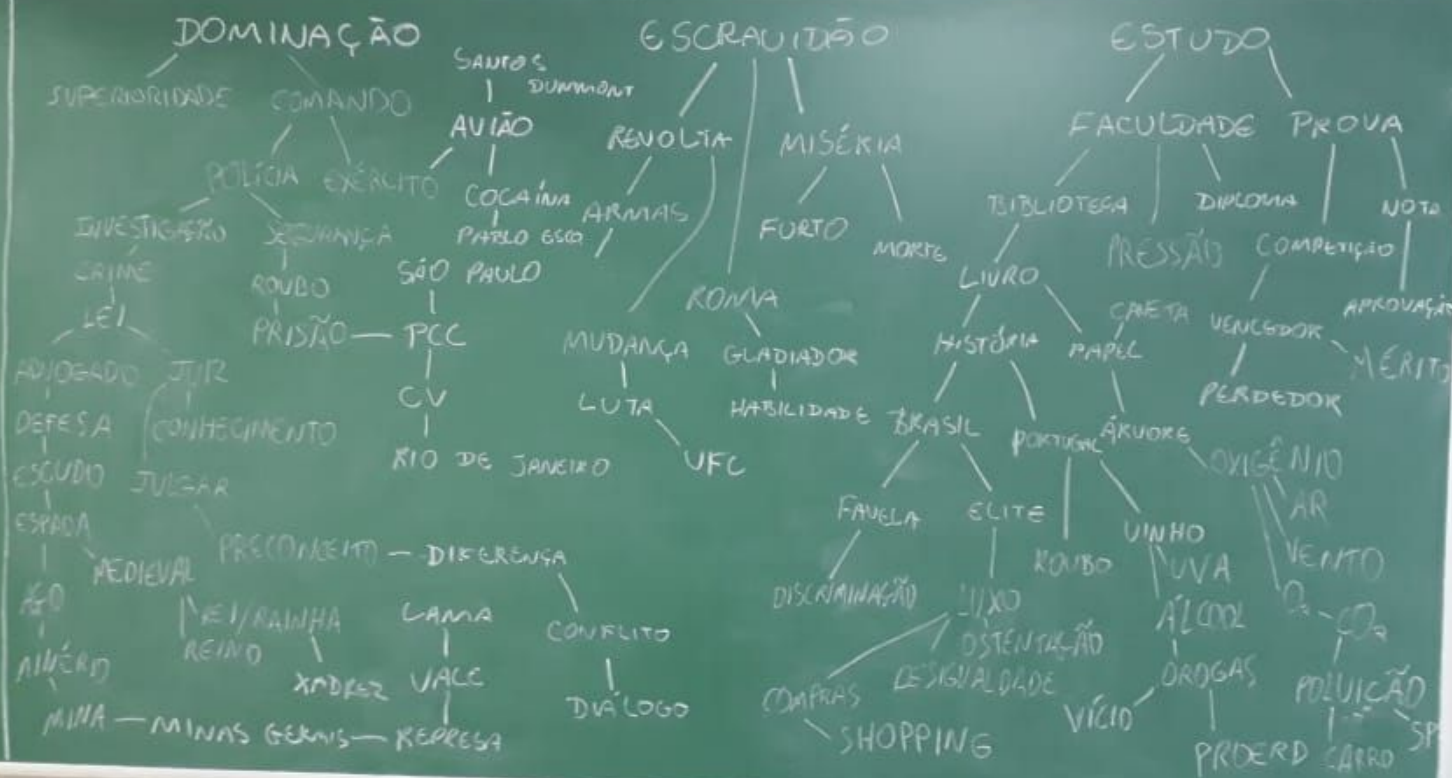 DOMINAÇÃO
SUPERIORIDADE COMANDO
POLÍCIA EXÉRCITO
SANTOS
DUMMONT
AVIÃO
COCAÍNA
PABLO ESCO
INVESTIGAÇÃO SEGURANÇA
CRIME
LEI
ROUBO
PRISÃO — PCC
SÃO PAULO
CV
RIO DE JANEIRO
ADVOGADO JUIZ
DEFESA CONHECIMENTO
ESCUDO JULGAR
ESPADA
PRECONCEITO — DIFERENÇA
MEDIEVAL
AÇO
REI/RAINHA
REINO
XADREZ
MINÉRIO
MINA — MINAS GERAIS — REPRESA
VALE
LAMA
CONFLITO
DIÁLOGO
ESCRAVIDÃO
REVOLTA MISÉRIA
ARMAS
FURTO
MORTE
ROMA
MUDANÇA GLADIADOR
LUTA HABILIDADE
UFC
ESTUDO
FACULDADE PROVA
BIBLIOTECA DIPLOMA NOTA
PRESSÃO COMPETIÇÃO
LIVRO
CANETA VENCEDOR APROVAÇÃO
HISTÓRIA PAPEL MÉRITO
PERDEDOR
BRASIL PORTUGAL ÁRVORE
OXIGÊNIO
AR
FAVELA ELITE VINHO
ROUBO UVA VENTO
DISCRIMINAÇÃO LUXO ÁLCOOL O₂ — CO₂
OSTENTAÇÃO
DESIGUALDADE DROGAS POLUIÇÃO
COMPRAS VÍCIO SP
SHOPPING PROERD CARRO